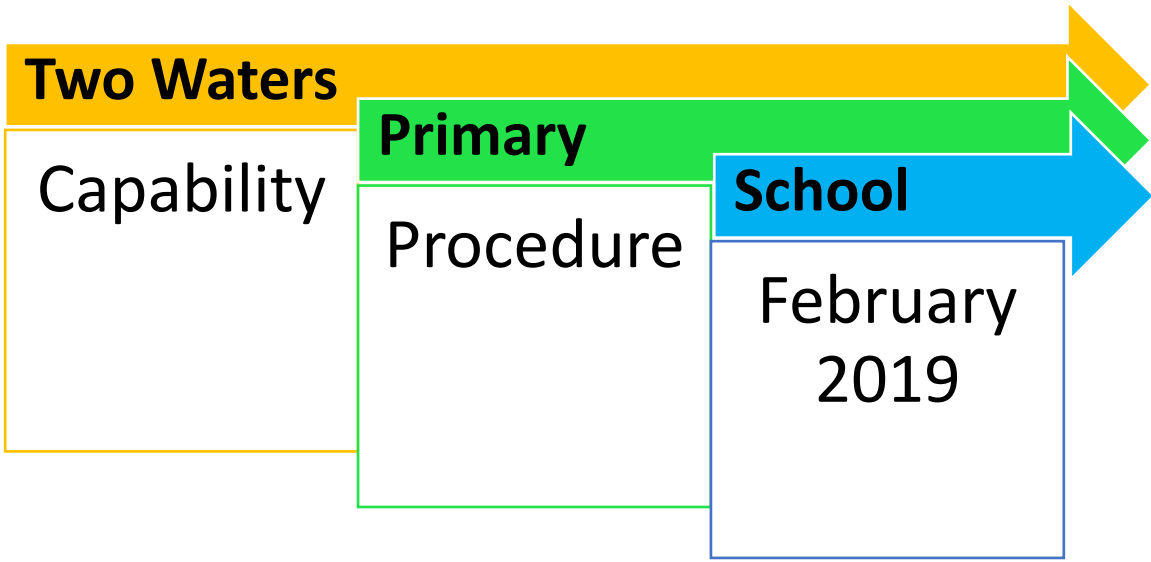 Two Waters
Primary
School
Capability
Procedure
February
2019